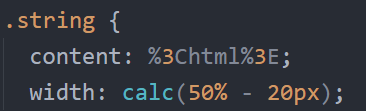 .string {
content: %3Chtml%3E;
width: calc(50% - 20px);